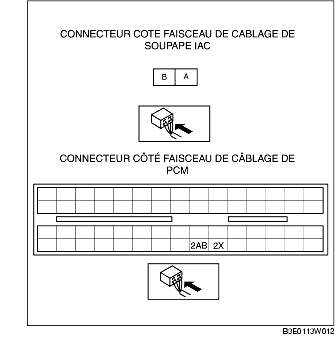 CONNECTEUR COTE FAISCEAU DE CABLAGE DE
SOUPAPE IAC
B A
CONNECTEUR CÔTÉ FAISCEAU DE CÂBLAGE DE
PCM
2AB 2X
B3E0113W012